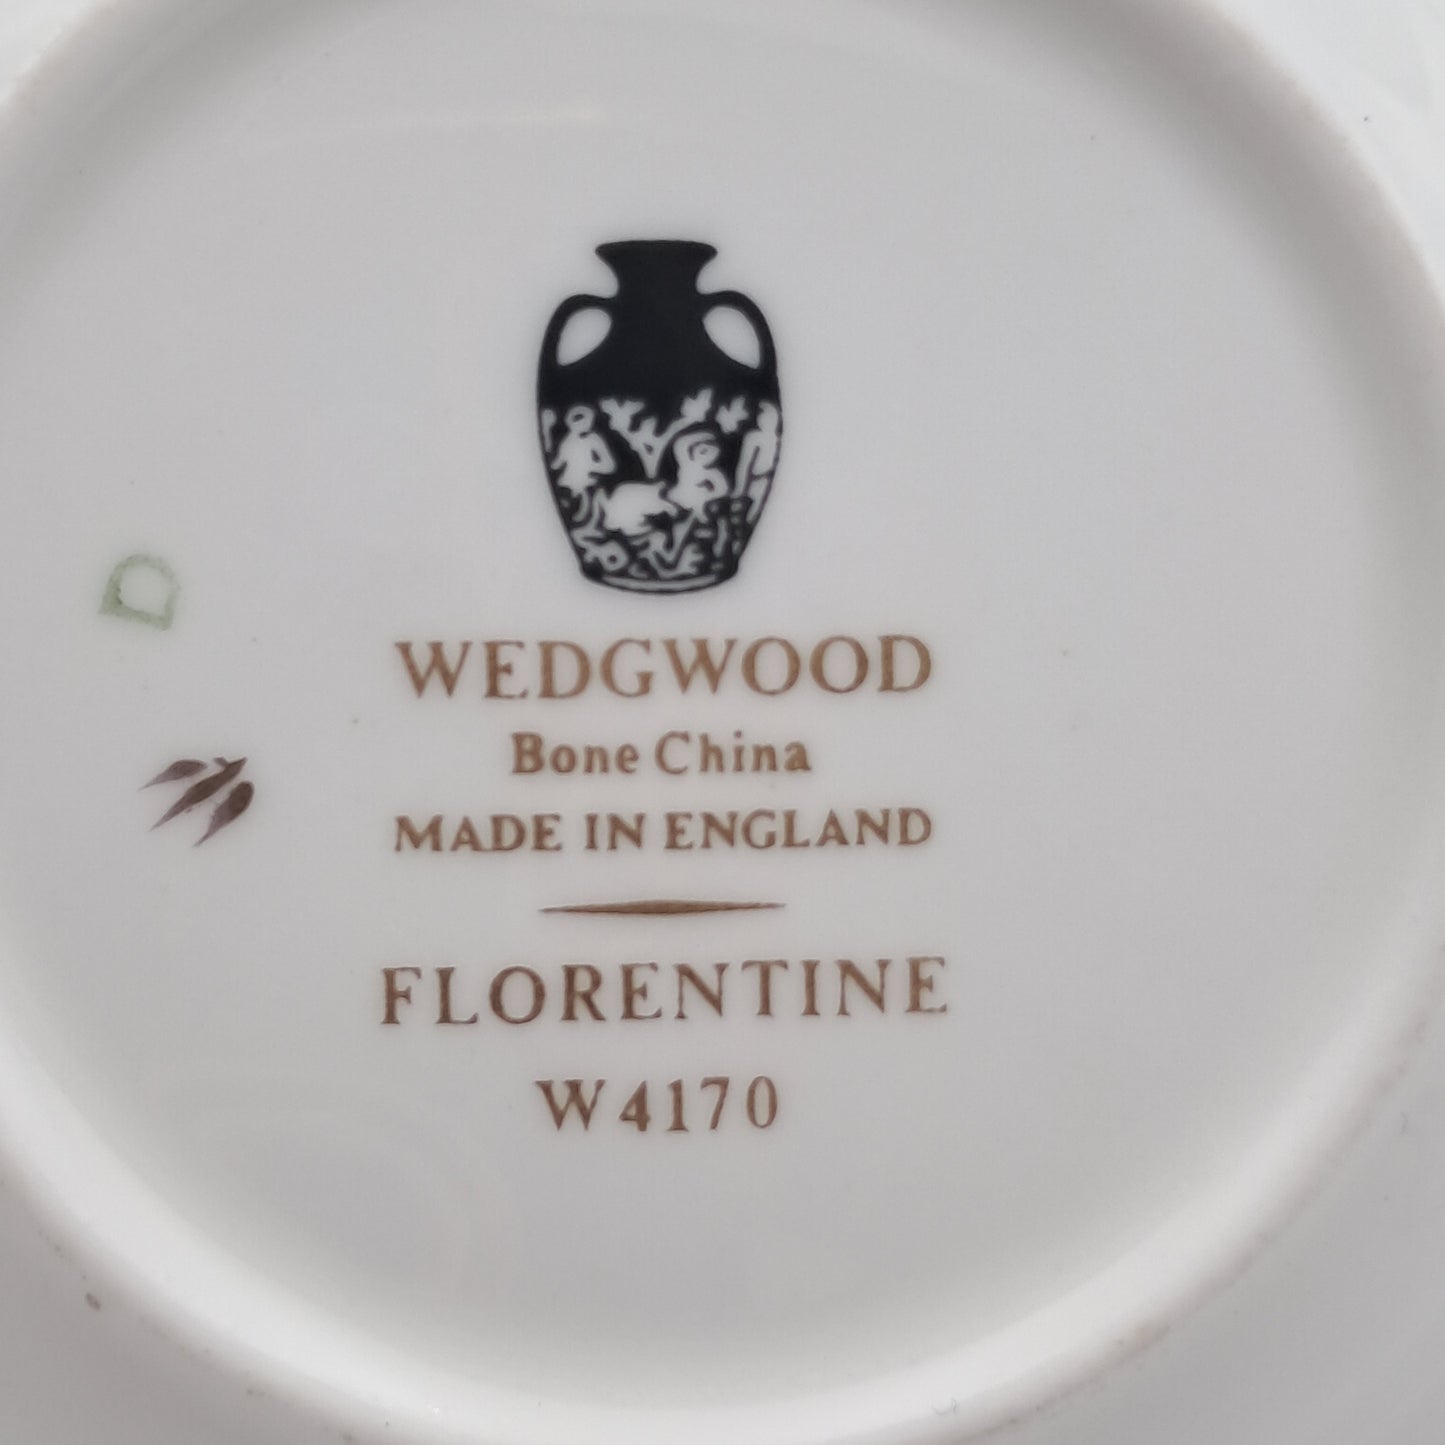 D
WEDGWOOD
Bone China
MADE IN ENGLAND
FLORENTINE
W4170